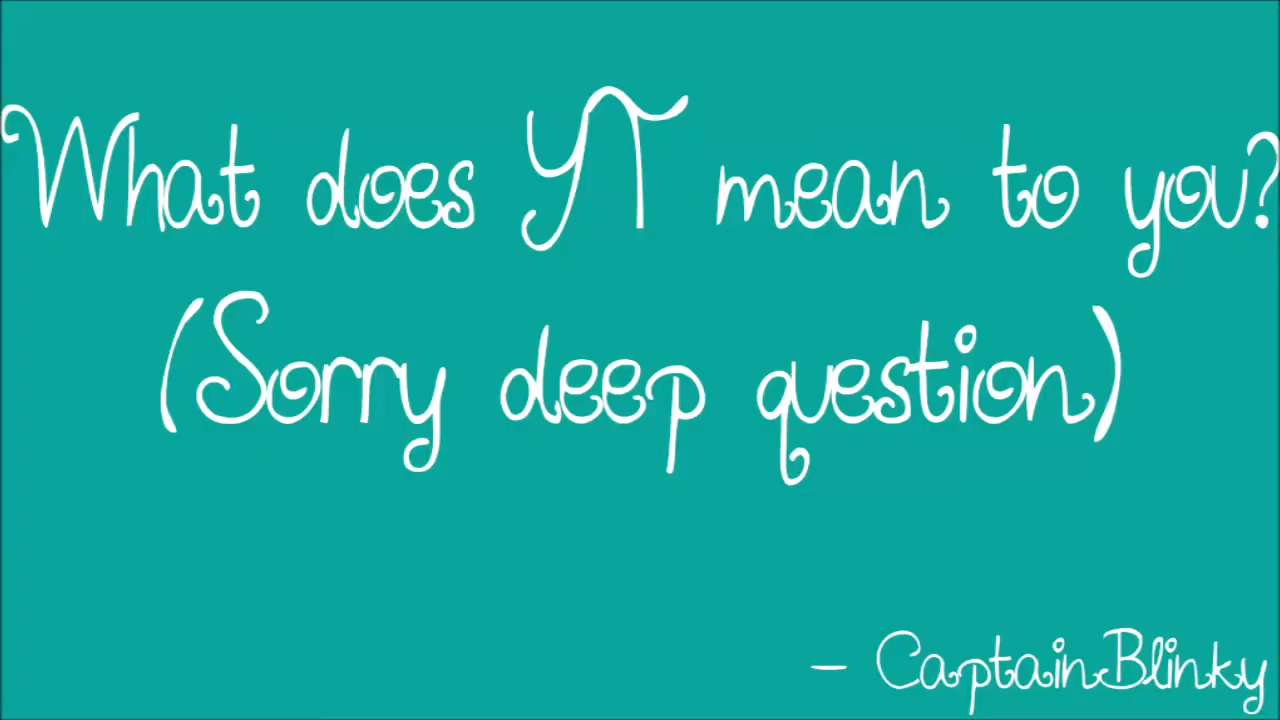 What does YT mean to you?
(Sorry deep question)
- CaptainBlinky